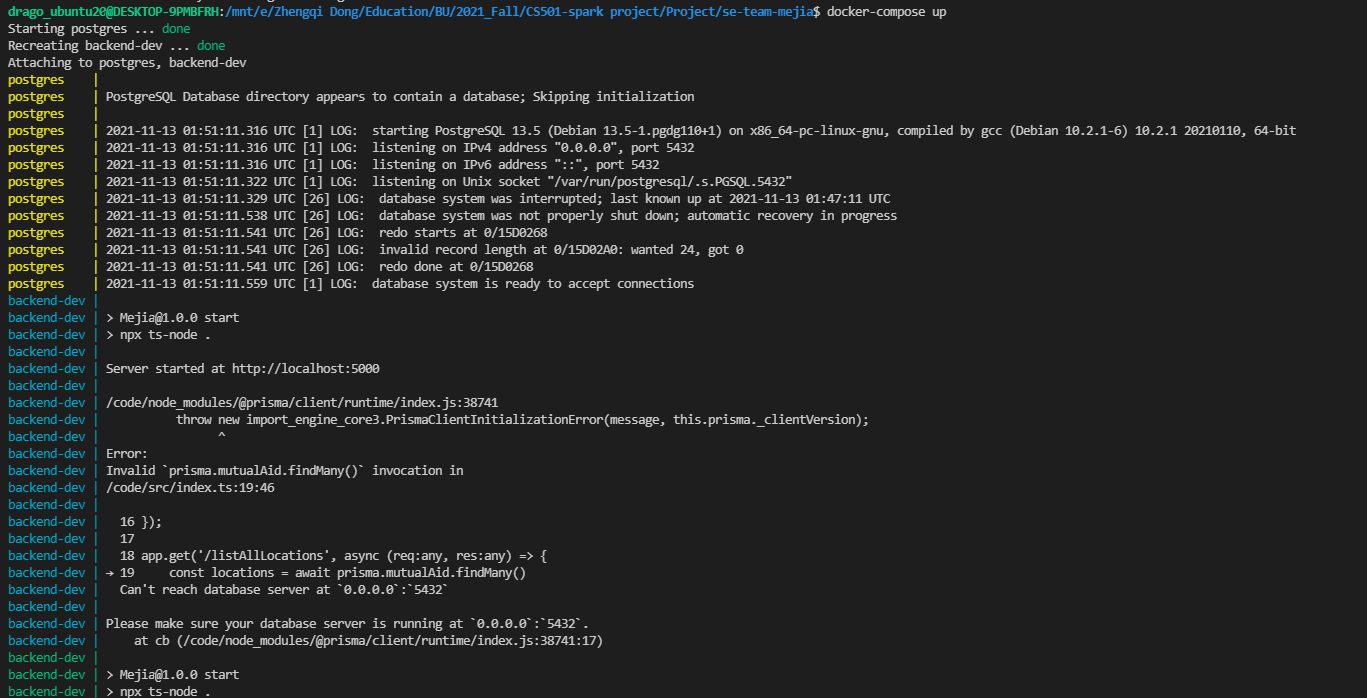 drago_ubuntu20@DESKTOP-9PMBFRH:/mnt/e/Zhengqi Dong/Education/BU/2021_Fall/CS501-spark project/Project/se-team-mejia$ docker-compose up
Starting postgres ... done
Recreating backend-dev ... done
Attaching to postgres, backend-dev
postgres    |
postgres    | PostgreSQL Database directory appears to contain a database; Skipping initialization
postgres    |
postgres    | 2021-11-13 01:51:11.316 UTC [1] LOG:  starting PostgreSQL 13.5 (Debian 13.5-1.pgdg110+1) on x86_64-pc-linux-gnu, compiled by gcc (Debian 10.2.1-6) 10.2.1 20210110, 64-bit
postgres    | 2021-11-13 01:51:11.316 UTC [1] LOG:  listening on IPv4 address "0.0.0.0", port 5432
postgres    | 2021-11-13 01:51:11.316 UTC [1] LOG:  listening on IPv6 address "::", port 5432
postgres    | 2021-11-13 01:51:11.322 UTC [1] LOG:  listening on Unix socket "/var/run/postgresql/.s.PGSQL.5432"
postgres    | 2021-11-13 01:51:11.329 UTC [26] LOG:  database system was interrupted; last known up at 2021-11-13 01:47:11 UTC
postgres    | 2021-11-13 01:51:11.538 UTC [26] LOG:  database system was not properly shut down; automatic recovery in progress
postgres    | 2021-11-13 01:51:11.541 UTC [26] LOG:  redo starts at 0/15D0268
postgres    | 2021-11-13 01:51:11.541 UTC [26] LOG:  invalid record length at 0/15D02A0: wanted 24, got 0
postgres    | 2021-11-13 01:51:11.541 UTC [26] LOG:  redo done at 0/15D0268
postgres    | 2021-11-13 01:51:11.559 UTC [1] LOG:  database system is ready to accept connections
backend-dev |
backend-dev | > Mejia@1.0.0 start
backend-dev | > npx ts-node .
backend-dev |
backend-dev | Server started at http://localhost:5000
backend-dev |
backend-dev | /code/node_modules/@prisma/client/runtime/index.js:38741
backend-dev |           throw new import_engine_core3.PrismaClientInitializationError(message, this.prisma._clientVersion);
backend-dev |                 ^
backend-dev | Error:
backend-dev | Invalid `prisma.mutualAid.findMany()` invocation in
backend-dev | /code/src/index.ts:19:46
backend-dev |
backend-dev |   16 });
backend-dev |   17
backend-dev |   18 app.get('/listAllLocations', async (req:any, res:any) => {
backend-dev | → 19     const locations = await prisma.mutualAid.findMany()
backend-dev |   Can't reach database server at `0.0.0.0`:`5432`
backend-dev |
backend-dev | Please make sure your database server is running at `0.0.0.0`:`5432`.
backend-dev |     at cb (/code/node_modules/@prisma/client/runtime/index.js:38741:17)
backend-dev |
backend-dev | > Mejia@1.0.0 start
backend-dev | > npx ts-node .